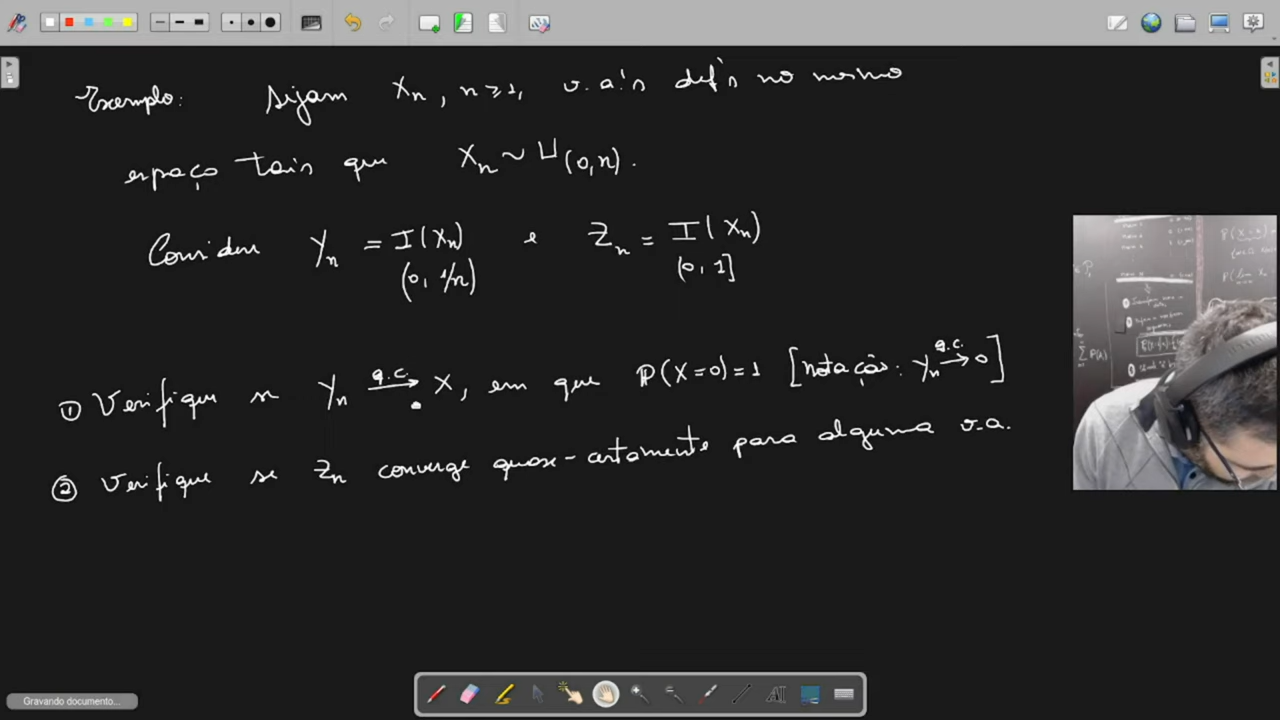 Exemplo: Sejam Xn, n≥1, v.a.'s def's no mesmo
espaço tais que Xn ~ U(0,n).
Considere Yn = I(Xn) e Zn = I(Xn)
(0, 1/n) (0, 1]
① Verifique se Yn q.c.→ X, em que P(X=0)=1 [notação: Yn q.c.→ 0]
② Verifique se Zn converge quase-certamente para alguma v.a.
Gravando documento...